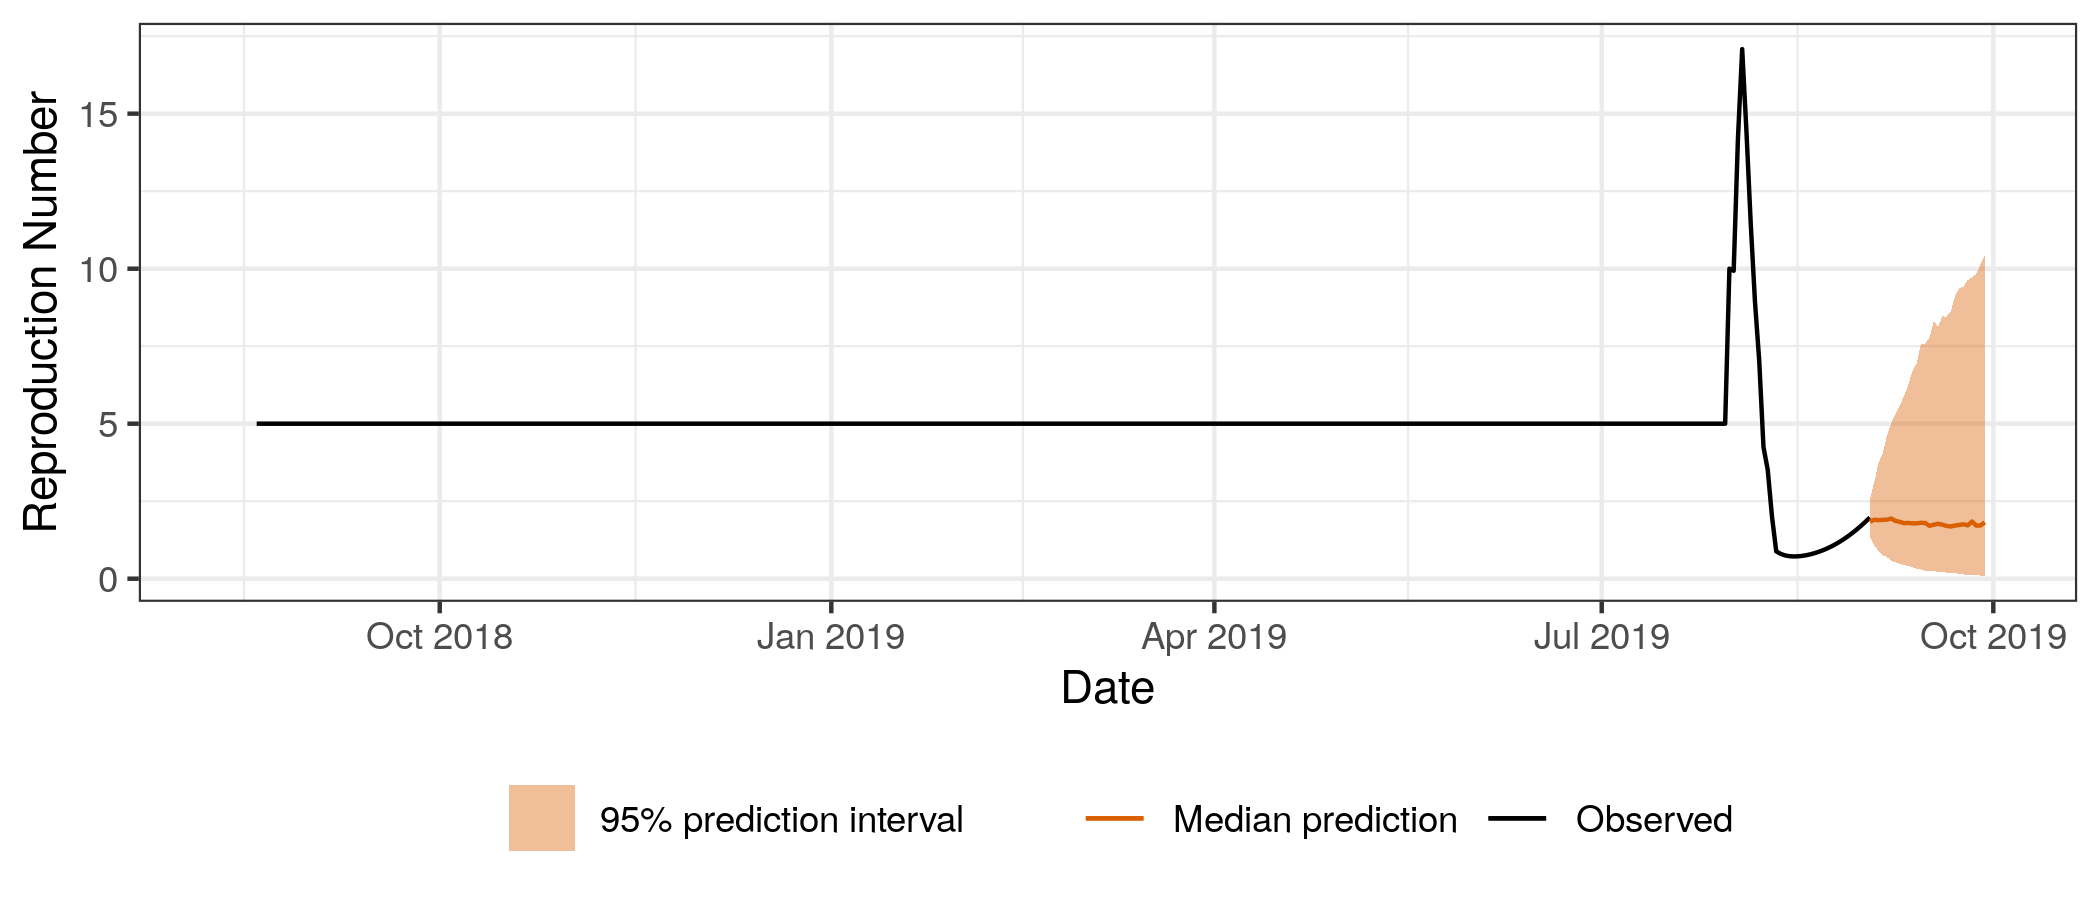 Reproduction Number
15
10
5
0
Oct 2018 Jan 2019 Apr 2019 Jul 2019 Oct 2019
Date
95% prediction interval Median prediction Observed